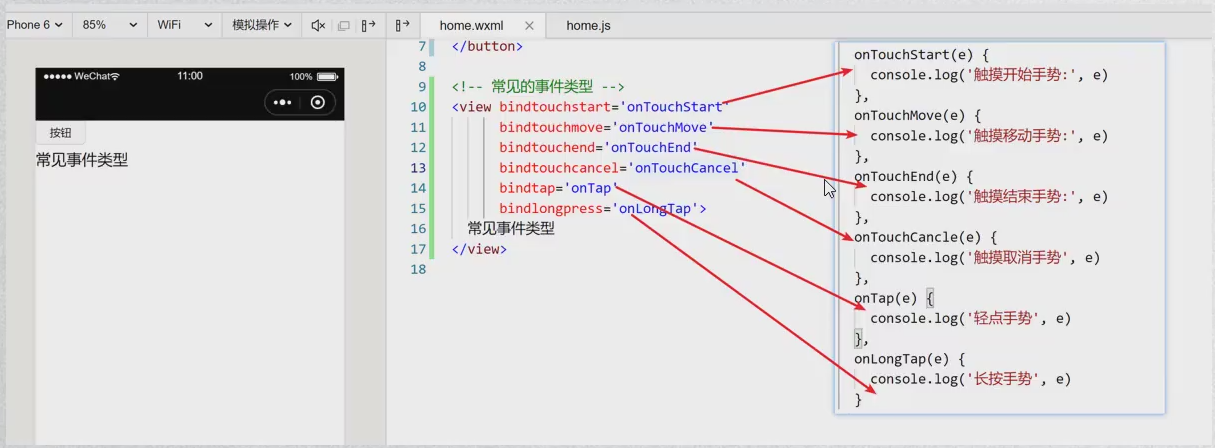 Phone 6 85% WiFi 模拟操作
home.wxml home.js
●●●●● WeChat 11:00 100%
按钮
常见事件类型
7 </button>
8
9 <!-- 常见的事件类型 -->
10 <view bindtouchstart='onTouchStart'
11 bindtouchmove='onTouchMove'
12 bindtouchend='onTouchEnd'
13 bindtouchcancel='onTouchCancel'
14 bindtap='onTap'
15 bindlongpress='onLongTap'>
16 常见事件类型
17 </view>
18
onTouchStart(e) {
console.log('触摸开始手势:', e)
},
onTouchMove(e) {
console.log('触摸移动手势:', e)
},
onTouchEnd(e) {
console.log('触摸结束手势:', e)
},
onTouchCancle(e) {
console.log('触摸取消手势', e)
},
onTap(e) {
console.log('轻点手势', e)
},
onLongTap(e) {
console.log('长按手势', e)
}